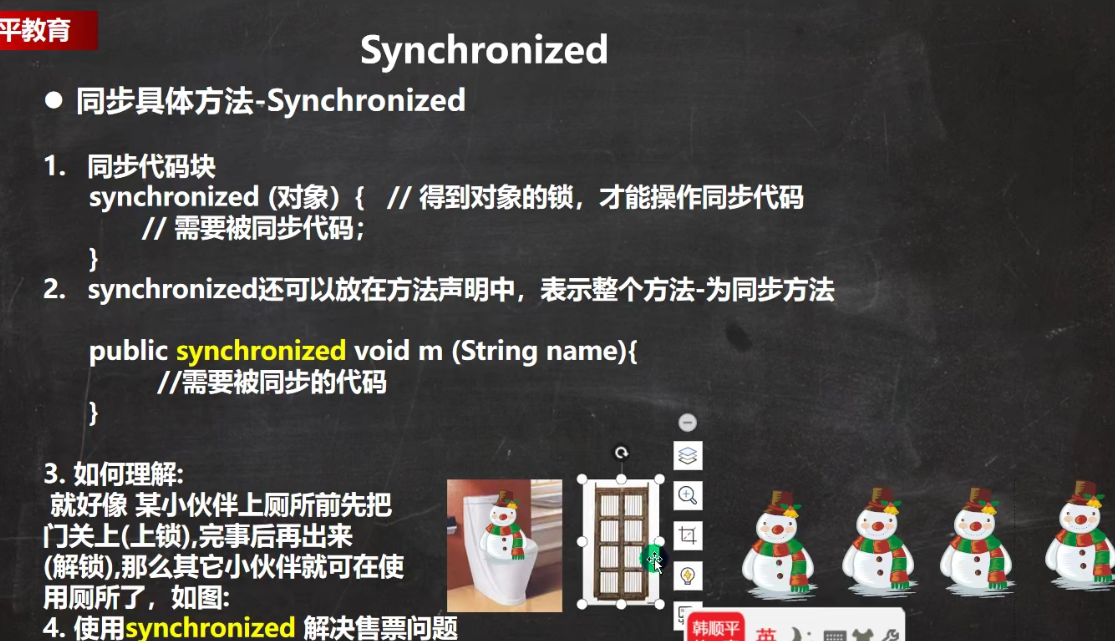 平教育
Synchronized
● 同步具体方法-Synchronized
1. 同步代码块
synchronized (对象) { // 得到对象的锁，才能操作同步代码
// 需要被同步代码；
}
2. synchronized还可以放在方法声明中，表示整个方法-为同步方法
public synchronized void m (String name){
//需要被同步的代码
}
3. 如何理解:
就好像 某小伙伴上厕所前先把
门关上(上锁),完事后再出来
(解锁),那么其它小伙伴就可在使
用厕所了，如图:
4. 使用synchronized 解决售票问题
韩顺平
英